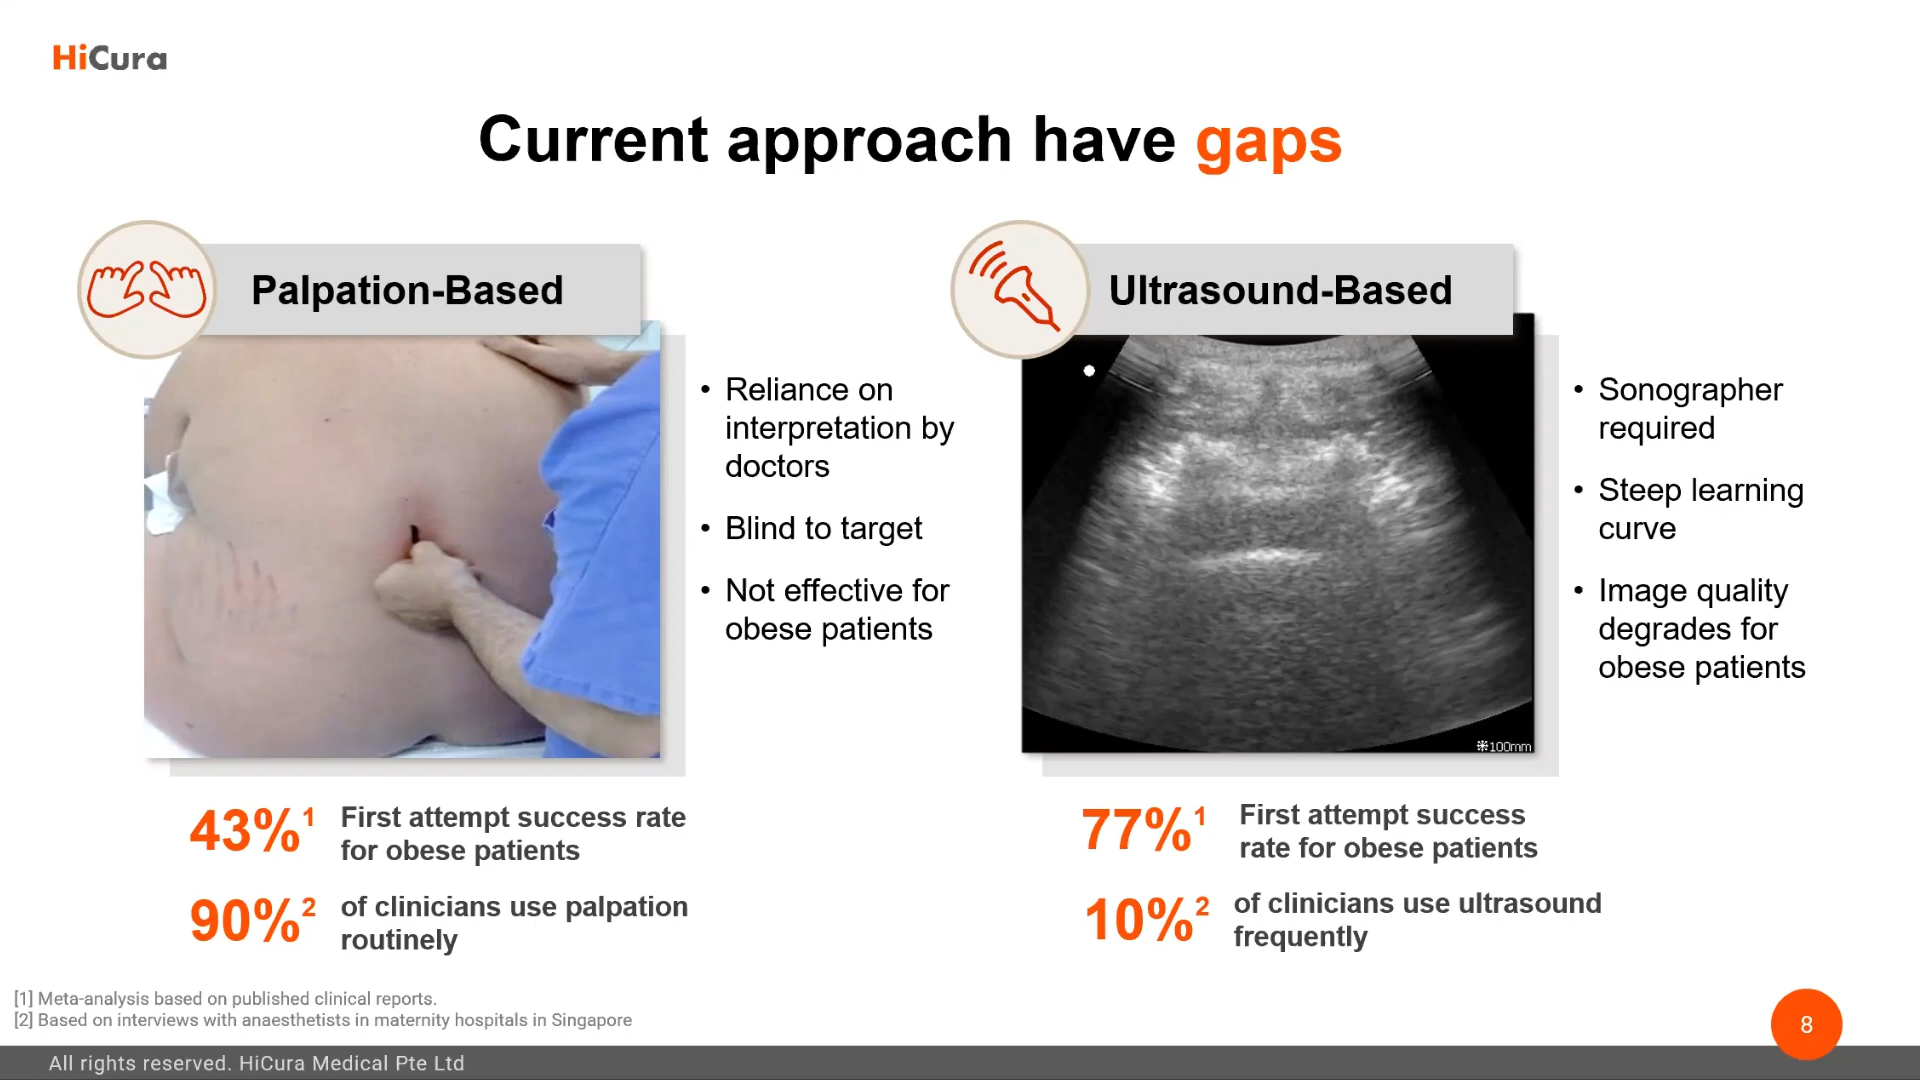 HiCura
Current approach have gaps
Palpation-Based
• Reliance on
interpretation by
doctors
• Blind to target
• Not effective for
obese patients
43%¹ First attempt success rate
for obese patients
90%² of clinicians use palpation
routinely
Ultrasound-Based
100mm
• Sonographer
required
• Steep learning
curve
• Image quality
degrades for
obese patients
77%¹ First attempt success
rate for obese patients
10%² of clinicians use ultrasound
frequently
[1] Meta-analysis based on published clinical reports.
[2] Based on interviews with anaesthetists in maternity hospitals in Singapore
8
All rights reserved. HiCura Medical Pte Ltd